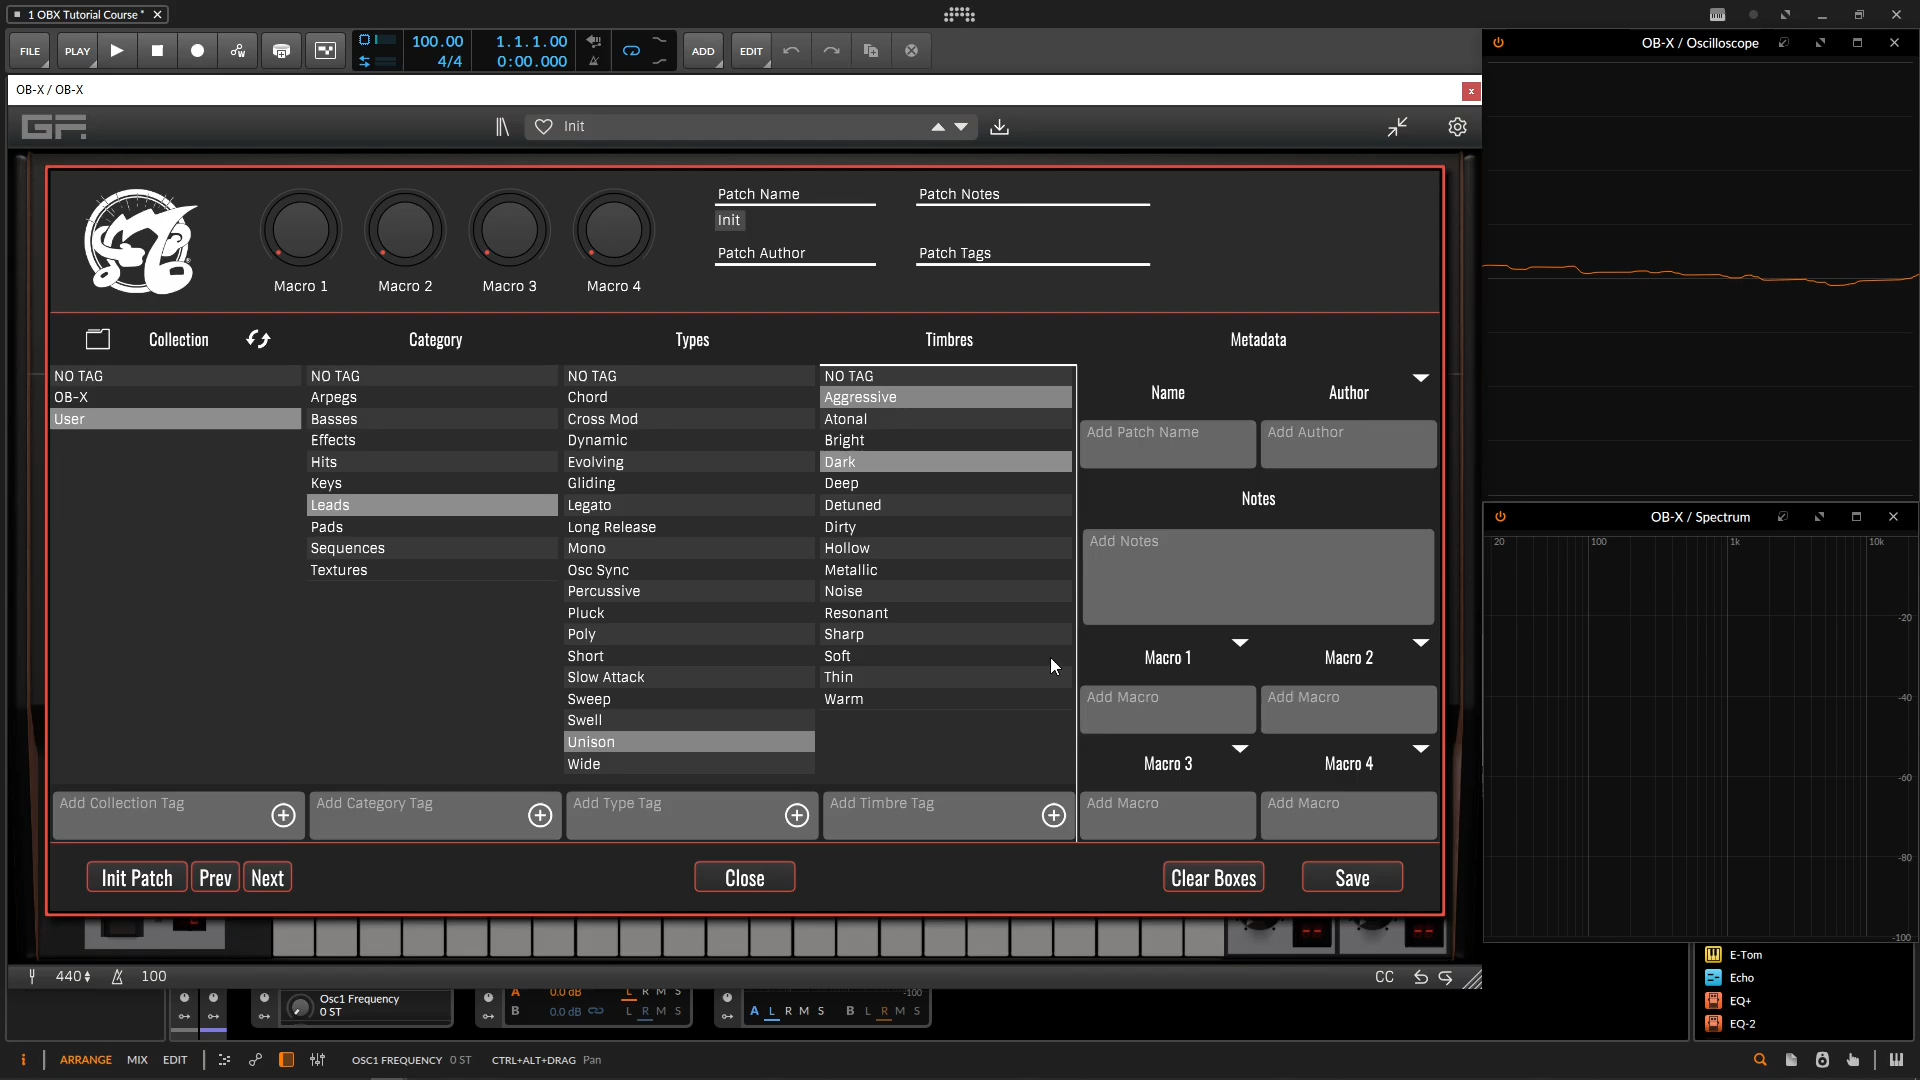 1 OBX Tutorial Course *
FILE
PLAY
100.00
4/4
1.1.1.00
0:00.000
ADD
EDIT
OB-X / Oscilloscope
OB-X / OB-X
x
GF.
Init
Patch Name
Patch Notes
Init
Patch Author
Patch Tags
Macro 1
Macro 2
Macro 3
Macro 4
Collection
Category
Types
Timbres
Metadata
NO TAG
OB-X
User
NO TAG
Arpegs
Basses
Effects
Hits
Keys
Leads
Pads
Sequences
Textures
NO TAG
Chord
Cross Mod
Dynamic
Evolving
Gliding
Legato
Long Release
Mono
Osc Sync
Percussive
Pluck
Poly
Short
Slow Attack
Sweep
Swell
Unison
Wide
NO TAG
Aggressive
Atonal
Bright
Dark
Deep
Detuned
Dirty
Hollow
Metallic
Noise
Resonant
Sharp
Soft
Thin
Warm
Name
Author
Add Patch Name
Add Author
Notes
Add Notes
Macro 1
Macro 2
Add Macro
Add Macro
Macro 3
Macro 4
Add Macro
Add Macro
Add Collection Tag
Add Category Tag
Add Type Tag
Add Timbre Tag
Init Patch
Prev
Next
Close
Clear Boxes
Save
OB-X / Spectrum
20
100
1k
10k
-20
-40
-60
-80
-100
440
100
CC
Osc1 Frequency
0 ST
A 0.0 dB L R M S
B 0.0 dB L R M S
-100
A L R M S B L R M S
E-Tom
Echo
EQ+
EQ-2
i
ARRANGE
MIX
EDIT
OSC1 FREQUENCY 0 ST
CTRL+ALT+DRAG Pan